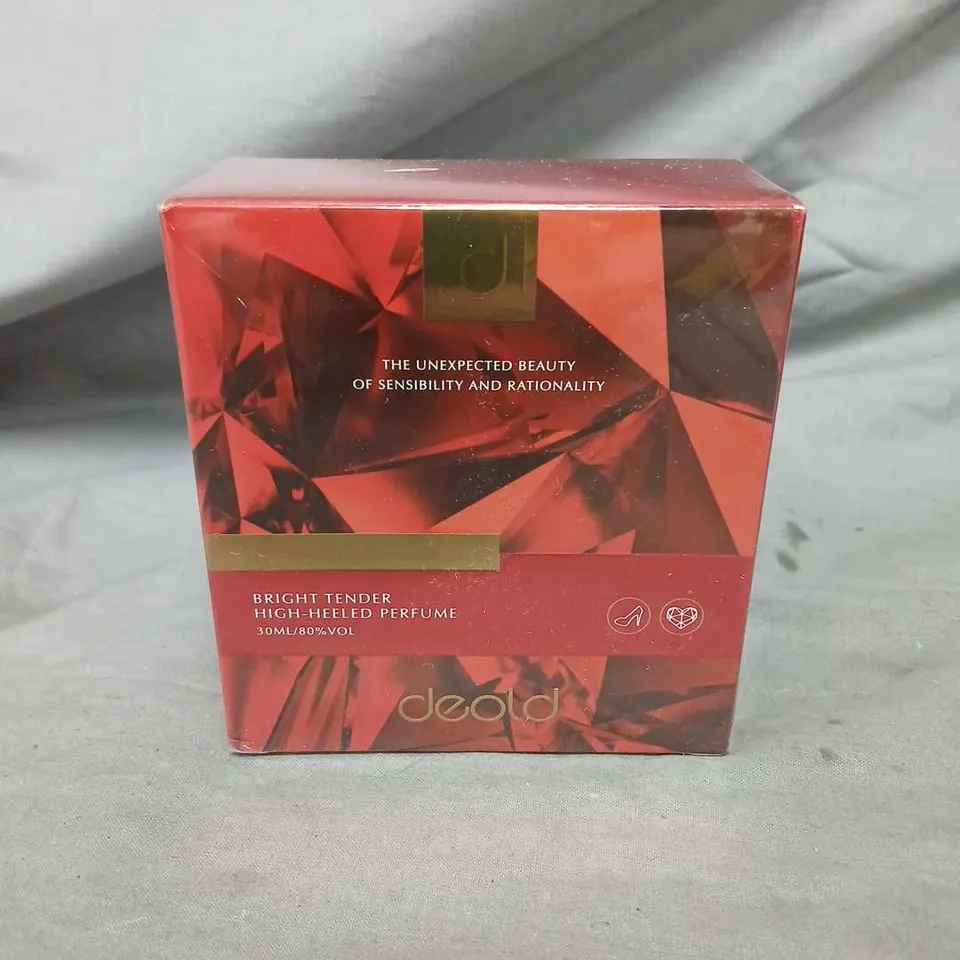 d
THE UNEXPECTED BEAUTY
OF SENSIBILITY AND RATIONALITY
BRIGHT TENDER
HIGH-HEELED PERFUME
30ML/80%VOL
deold